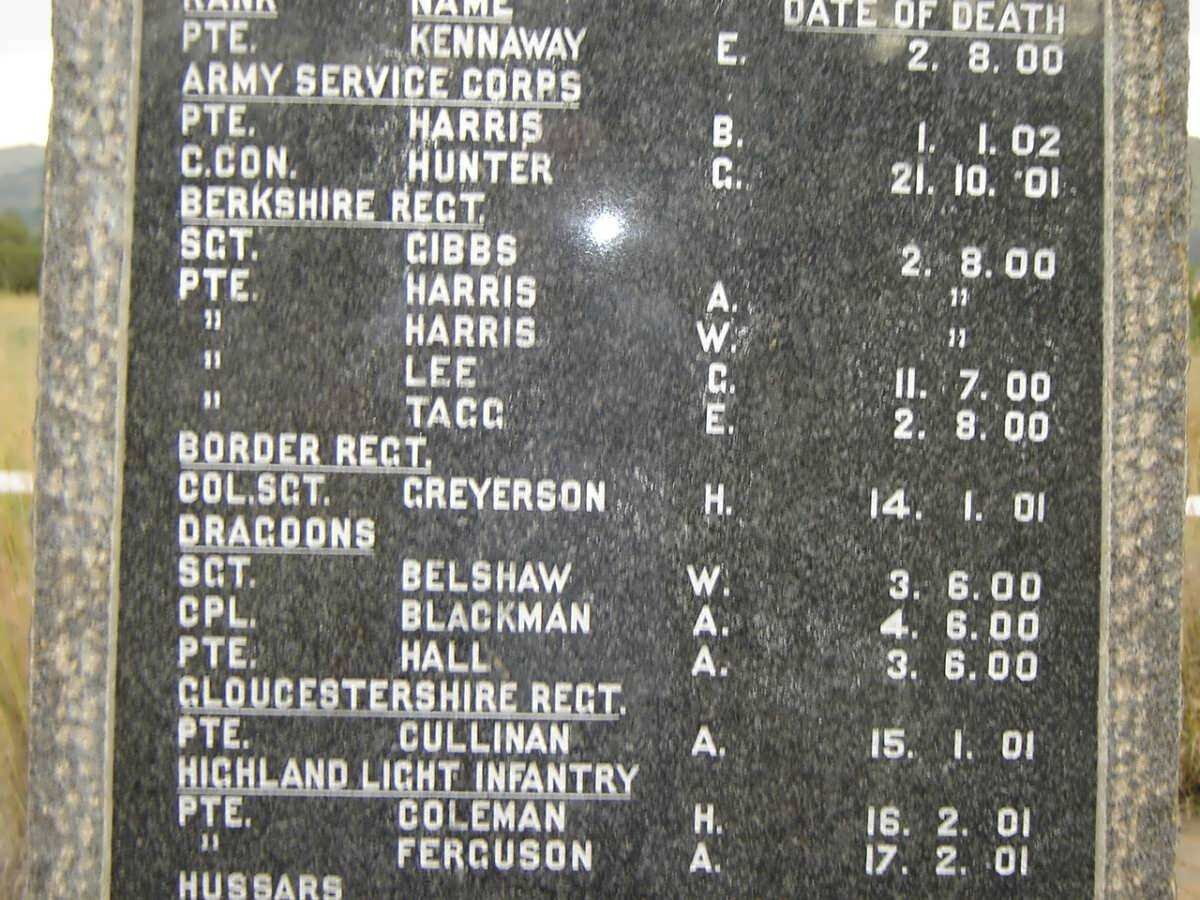 RANK NAME DATE OF DEATH
PTE. KENNAWAY E. 2. 8. 00
ARMY SERVICE CORPS
PTE. HARRIS B. 1. 1. 02
C.CON. HUNTER G. 21. 10. 01
BERKSHIRE REGT.
SGT. GIBBS 2. 8. 00
PTE. HARRIS A. "
" HARRIS W. "
" LEE G. 11. 7. 00
" TAGG E. 2. 8. 00
BORDER REGT.
COL.SGT. GREYERSON H. 14. 1. 01
DRAGOONS
SGT. BELSHAW W. 3. 6. 00
CPL. BLACKMAN A. 4. 6. 00
PTE. HALL A. 3. 6. 00
GLOUCESTERSHIRE REGT.
PTE. CULLINAN A. 15. 1. 01
HIGHLAND LIGHT INFANTRY
PTE. COLEMAN H. 16. 2. 01
" FERGUSON A. 17. 2. 01
HUSSARS